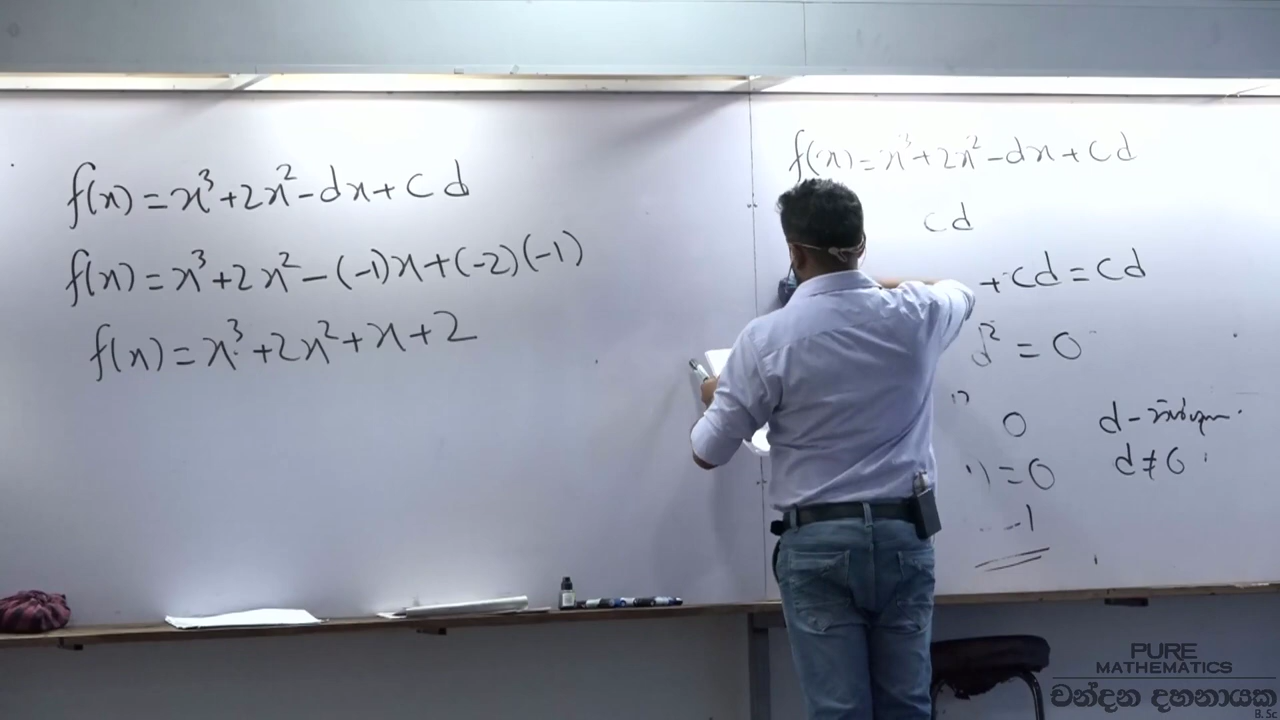 f(x) = x³ + 2x² - dx + cd
f(x) = x³ + 2x² - (-1)x + (-2)(-1)
f(x) = x³ + 2x² + x + 2
f(x) = x³ + 2x² - dx + cd
cd
+ cd = cd
d² = 0
0 d -
) = 0 d ≠ 0
-1
PURE
MATHEMATICS
චන්දන දහනායක
B. Sc